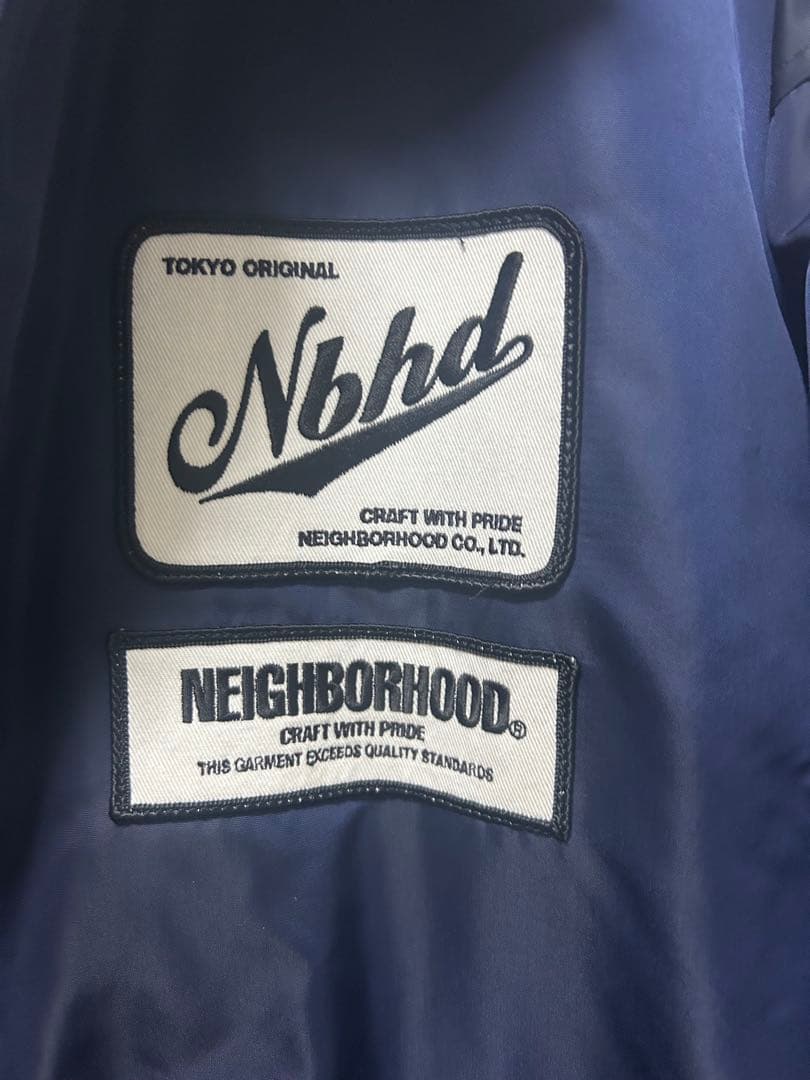 TOKYO ORIGINAL
Nbhd
CRAFT WITH PRIDE
NEIGHBORHOOD CO., LTD.
NEIGHBORHOOD®
CRAFT WITH PRIDE
THIS GARMENT EXCEEDS QUALITY STANDARDS